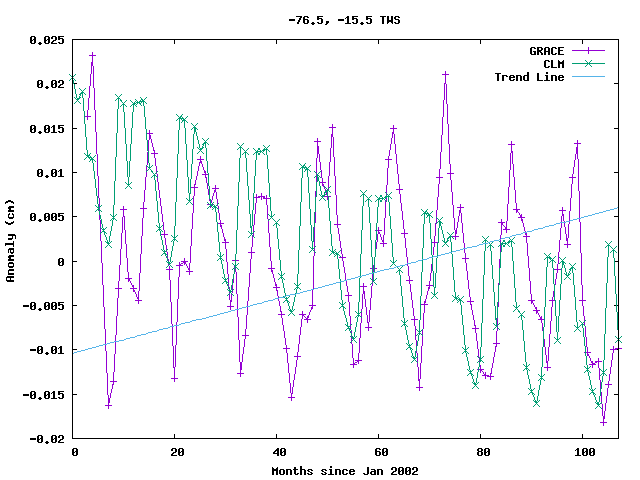 -76.5, -15.5 TWS
GRACE
CLM
Trend Line
0.025
0.02
0.015
0.01
0.005
0
-0.005
-0.01
-0.015
-0.02
Anomaly (cm)
0 20 40 60 80 100
Months since Jan 2002